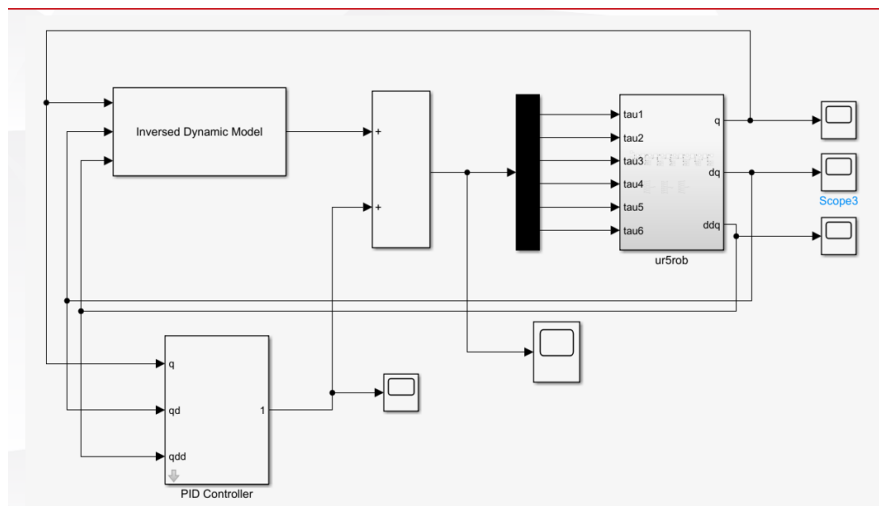 Inversed Dynamic Model
+
+
tau1
tau2
tau3
tau4
tau5
tau6
q
dq
ddq
ur5rob
Scope3
q
qd
qdd
1
PID Controller